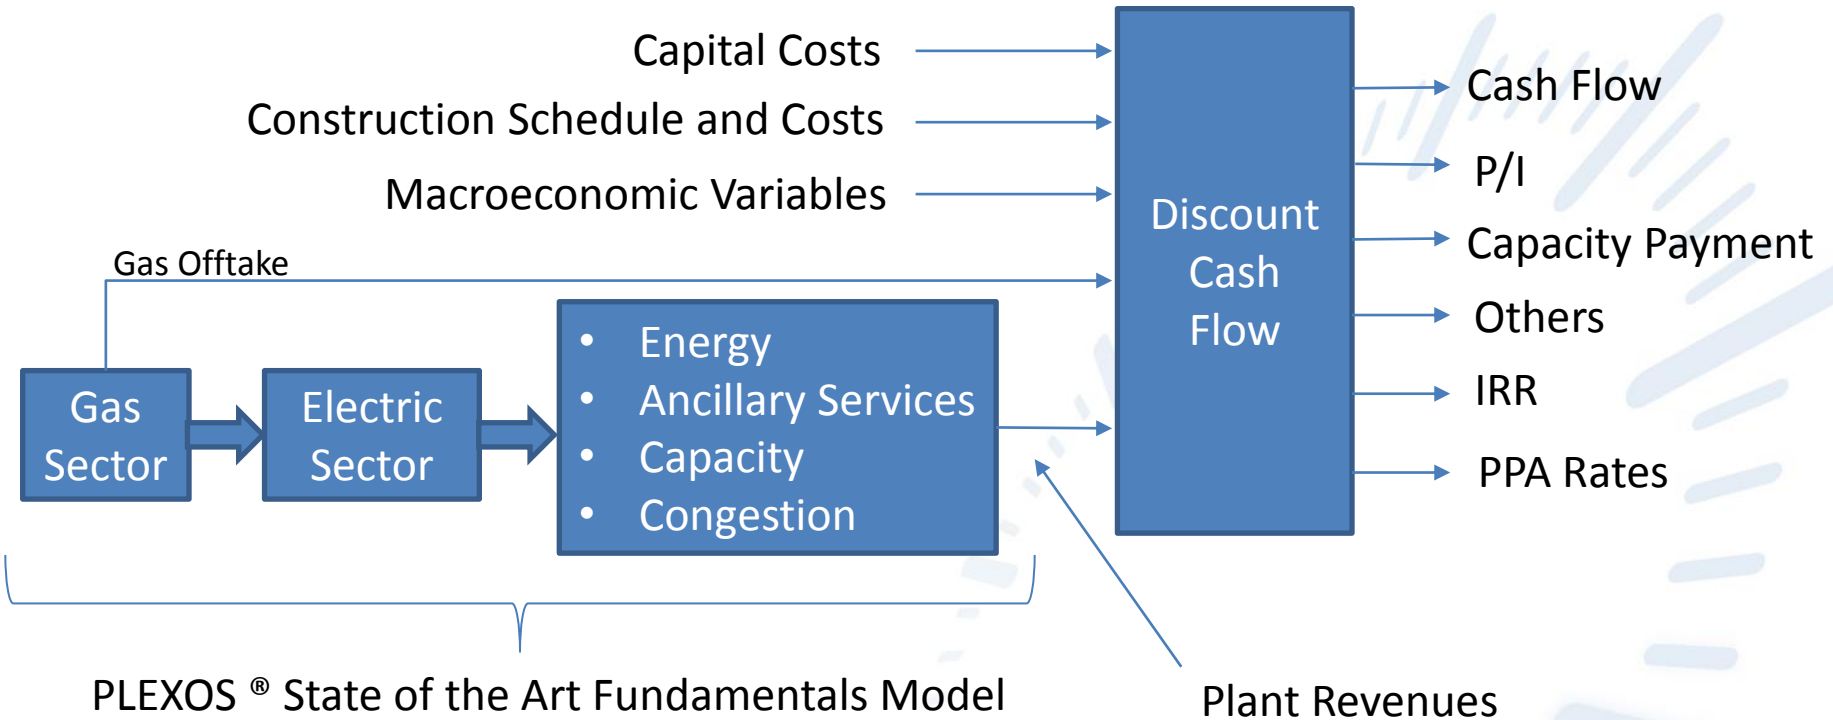 Capital Costs
Construction Schedule and Costs
Macroeconomic Variables
Gas Offtake
Gas
Sector
Electric
Sector
• Energy
• Ancillary Services
• Capacity
• Congestion
Discount
Cash
Flow
Cash Flow
P/I
Capacity Payment
Others
IRR
PPA Rates
PLEXOS ® State of the Art Fundamentals Model
Plant Revenues